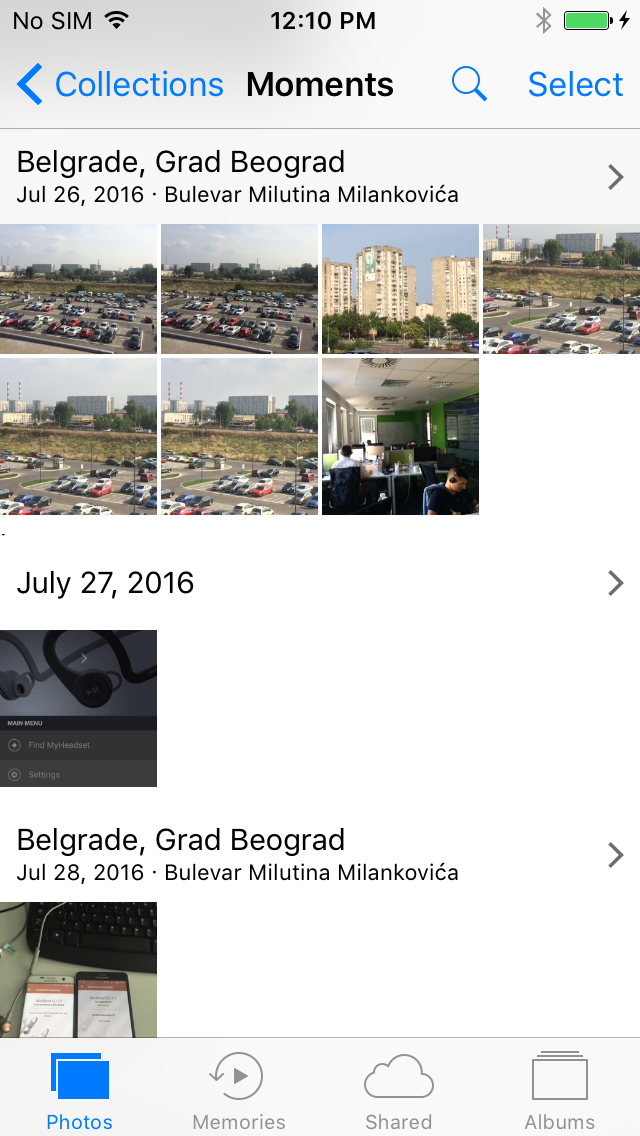 No SIM 12:10 PM
Collections Moments Select
Belgrade, Grad Beograd
Jul 26, 2016 · Bulevar Milutina Milankovića
July 27, 2016
MAIN MENU
Find MyHeadset
Settings
Belgrade, Grad Beograd
Jul 28, 2016 · Bulevar Milutina Milankovića
Photos Memories Shared Albums